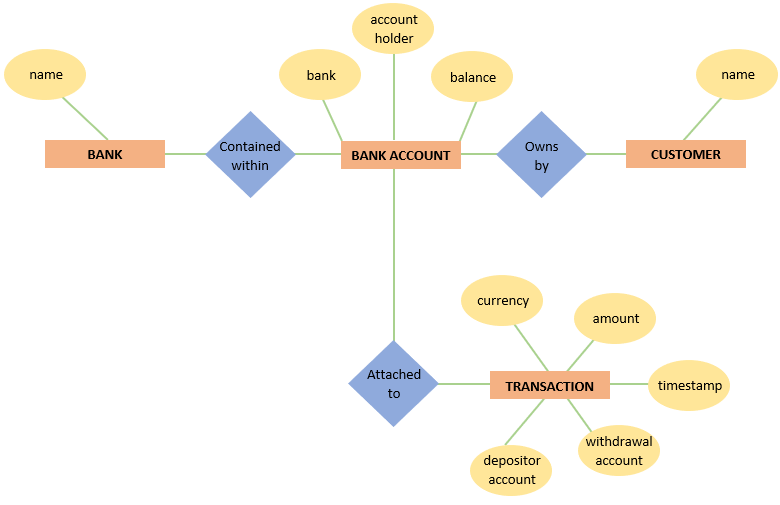 account
holder
name
bank
balance
name
BANK
Contained
within
BANK ACCOUNT
Owns
by
CUSTOMER
currency
amount
Attached
to
TRANSACTION
timestamp
depositor
account
withdrawal
account